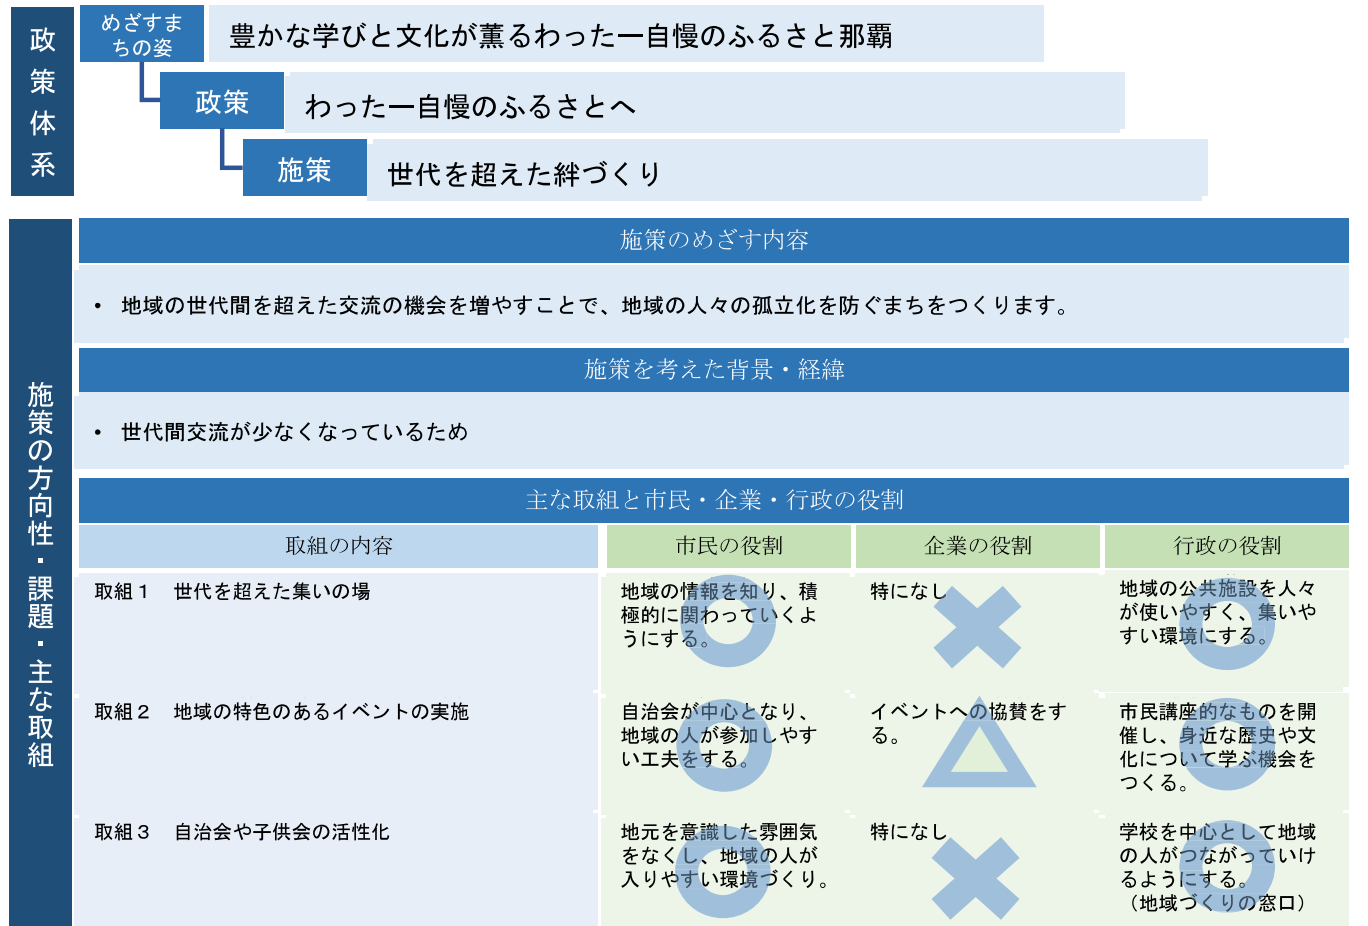 政策体系
めざすま
ちの姿
豊かな学びと文化が薫るわった一自慢のふるさと那覇
政策
わった一自慢のふるさとへ
施策
世代を超えた絆づくり
施策の方向性・課題・主な取組
施策のめざす内容
• 地域の世代間を超えた交流の機会を増やすことで、地域の人々の孤立化を防ぐまちをつくります。
施策を考えた背景・経緯
• 世代間交流が少なくなっているため
主な取組と市民・企業・行政の役割
取組の内容
市民の役割
企業の役割
行政の役割
取組１　世代を超えた集いの場
地域の情報を知り、積
極的に関わっていくよ
うにする。
特になし
地域の公共施設を人々
が使いやすく、集いや
すい環境にする。
取組２　地域の特色のあるイベントの実施
自治会が中心となり、
地域の人が参加しやす
い工夫をする。
イベントへの協賛をす
る。
市民講座的なものを開
催し、身近な歴史や文
化について学ぶ機会を
つくる。
取組３　自治会や子供会の活性化
地元を意識した雰囲気
をなくし、地域の人が
入りやすい環境づくり。
特になし
学校を中心として地域
の人がつながっていけ
るようにする。
（地域づくりの窓口）